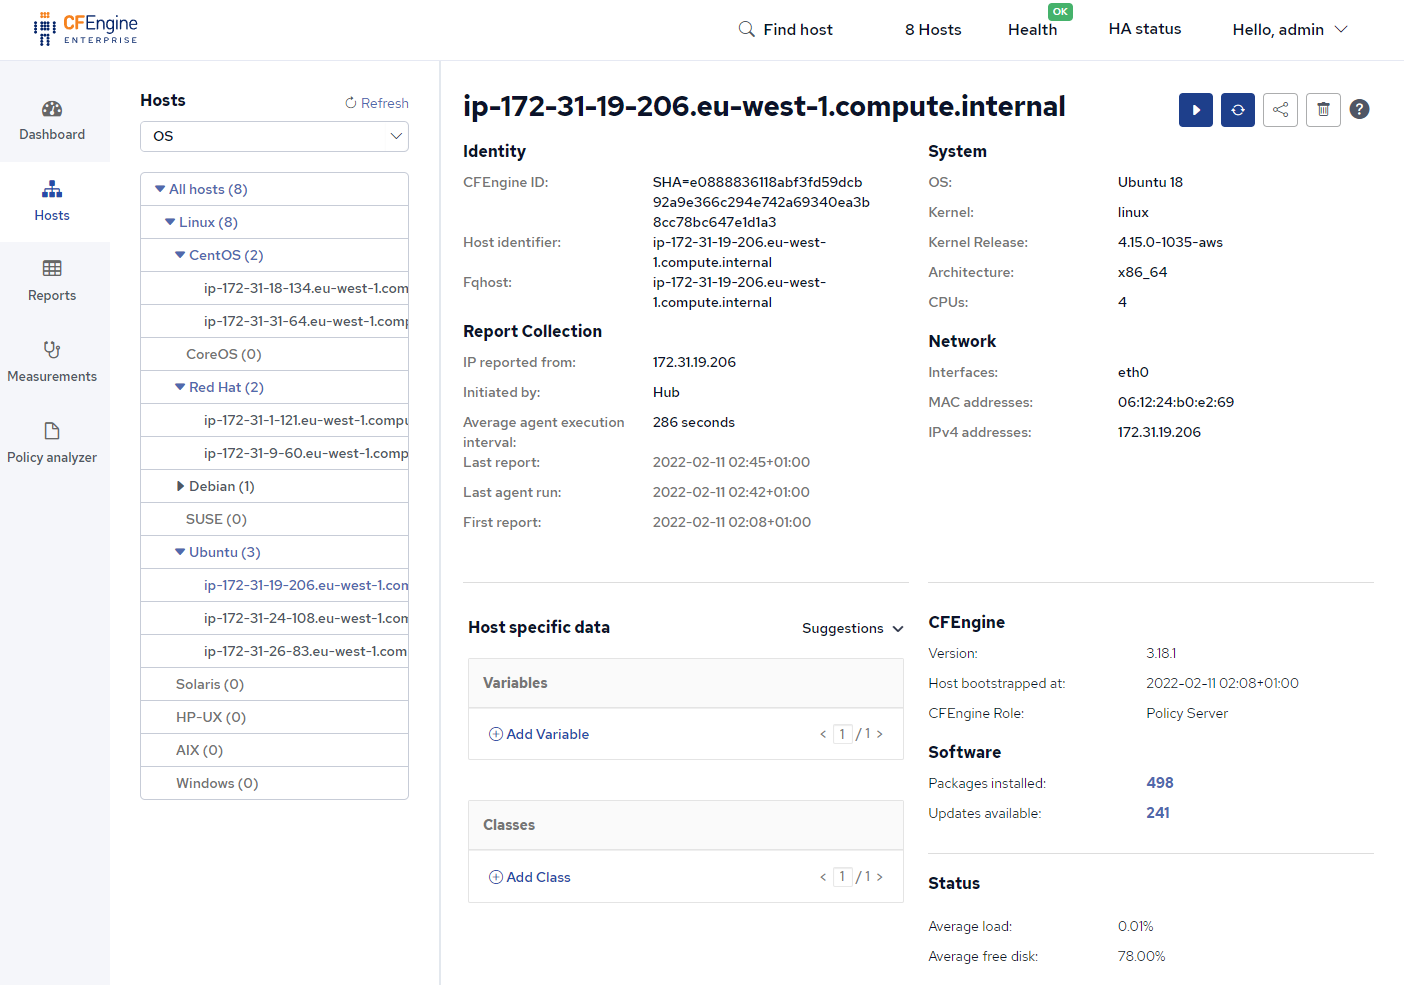 CFEngine
ENTERPRISE
Find host
8 Hosts
Health
OK
HA status
Hello, admin
Dashboard
Hosts
Reports
Measurements
Policy analyzer
Hosts
Refresh
OS
All hosts (8)
Linux (8)
CentOS (2)
ip-172-31-18-134.eu-west-1.com
ip-172-31-31-64.eu-west-1.comp
CoreOS (0)
Red Hat (2)
ip-172-31-1-121.eu-west-1.compu
ip-172-31-9-60.eu-west-1.comp
Debian (1)
SUSE (0)
Ubuntu (3)
ip-172-31-19-206.eu-west-1.com
ip-172-31-24-108.eu-west-1.com
ip-172-31-26-83.eu-west-1.com
Solaris (0)
HP-UX (0)
AIX (0)
Windows (0)
ip-172-31-19-206.eu-west-1.compute.internal
?
Identity
CFEngine ID: SHA=e0888836118abf3fd59dcb
92a9e366c294e742a69340ea3b
8cc78bc647e1d1a3
Host identifier: ip-172-31-19-206.eu-west-
1.compute.internal
Fqhost: ip-172-31-19-206.eu-west-
1.compute.internal
Report Collection
IP reported from: 172.31.19.206
Initiated by: Hub
Average agent execution 286 seconds
interval:
Last report: 2022-02-11 02:45+01:00
Last agent run: 2022-02-11 02:42+01:00
First report: 2022-02-11 02:08+01:00
System
OS: Ubuntu 18
Kernel: linux
Kernel Release: 4.15.0-1035-aws
Architecture: x86_64
CPUs: 4
Network
Interfaces: eth0
MAC addresses: 06:12:24:b0:e2:69
IPv4 addresses: 172.31.19.206
Host specific data
Suggestions
Variables
Add Variable
< 1 / 1 >
Classes
Add Class
< 1 / 1 >
CFEngine
Version: 3.18.1
Host bootstrapped at: 2022-02-11 02:08+01:00
CFEngine Role: Policy Server
Software
Packages installed: 498
Updates available: 241
Status
Average load: 0.01%
Average free disk: 78.00%